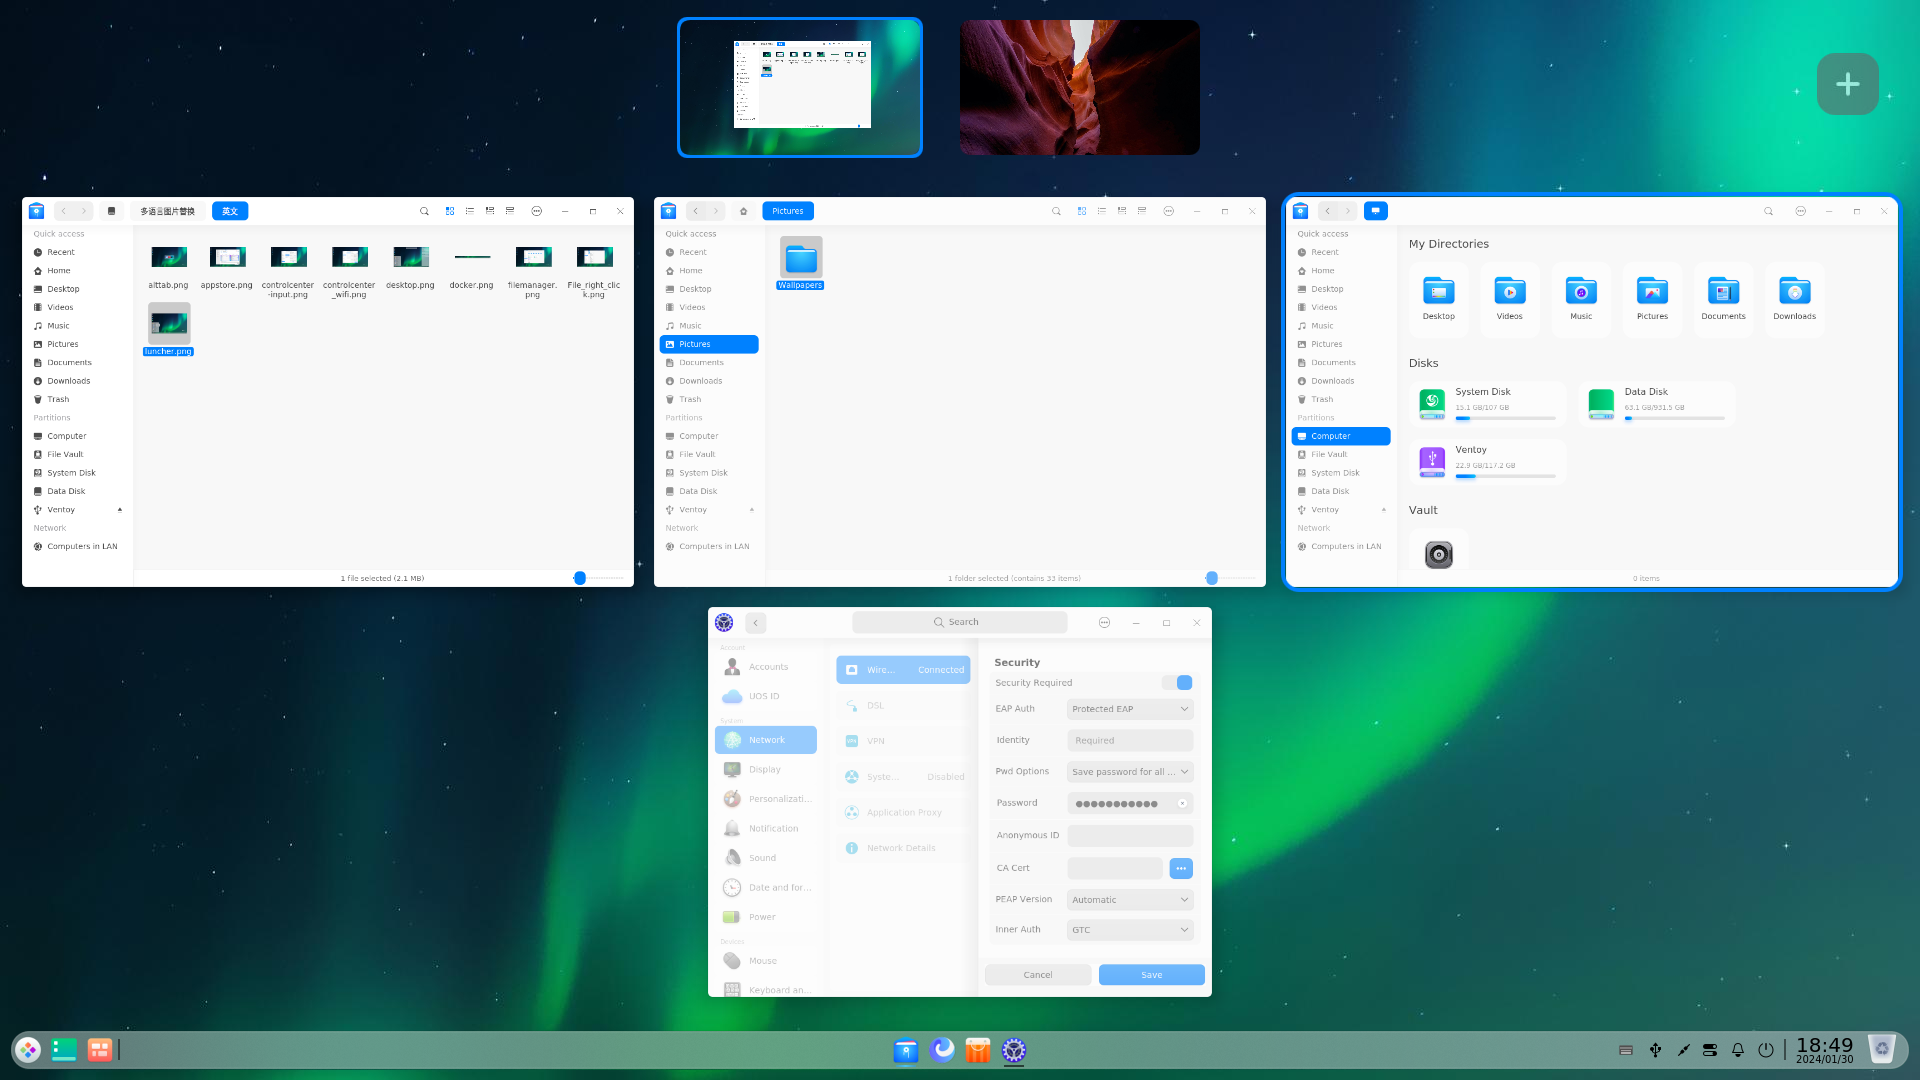 多语言图片替换
英文
Quick access
Recent
Home
Desktop
Videos
Music
Pictures
Documents
Downloads
Trash
Partitions
Computer
File Vault
System Disk
Data Disk
Ventoy
Network
Computers in LAN
alttab.png
appstore.png
controlcenter
-input.png
controlcenter
_wifi.png
desktop.png
docker.png
filemanager.
png
File_right_clic
k.png
luncher.png
1 file selected (2.1 MB)
Pictures
Quick access
Recent
Home
Desktop
Videos
Music
Pictures
Documents
Downloads
Trash
Partitions
Computer
File Vault
System Disk
Data Disk
Ventoy
Network
Computers in LAN
Wallpapers
1 folder selected (contains 33 items)
Quick access
Recent
Home
Desktop
Videos
Music
Pictures
Documents
Downloads
Trash
Partitions
Computer
File Vault
System Disk
Data Disk
Ventoy
Network
Computers in LAN
My Directories
Desktop
Videos
Music
Pictures
Documents
Downloads
Disks
System Disk
15.1 GB/107 GB
Data Disk
63.1 GB/931.5 GB
Ventoy
22.9 GB/117.2 GB
Vault
0 items
Search
Account
Accounts
UOS ID
System
Network
Display
Personalizati...
Notification
Sound
Date and for...
Power
Devices
Mouse
Keyboard an...
Wire... Connected
DSL
VPN
Syste... Disabled
Application Proxy
Network Details
Security
Security Required
EAP Auth Protected EAP
Identity Required
Pwd Options Save password for all ...
Password ●●●●●●●●●●●
Anonymous ID
CA Cert
PEAP Version Automatic
Inner Auth GTC
Cancel
Save
18:49
2024/01/30